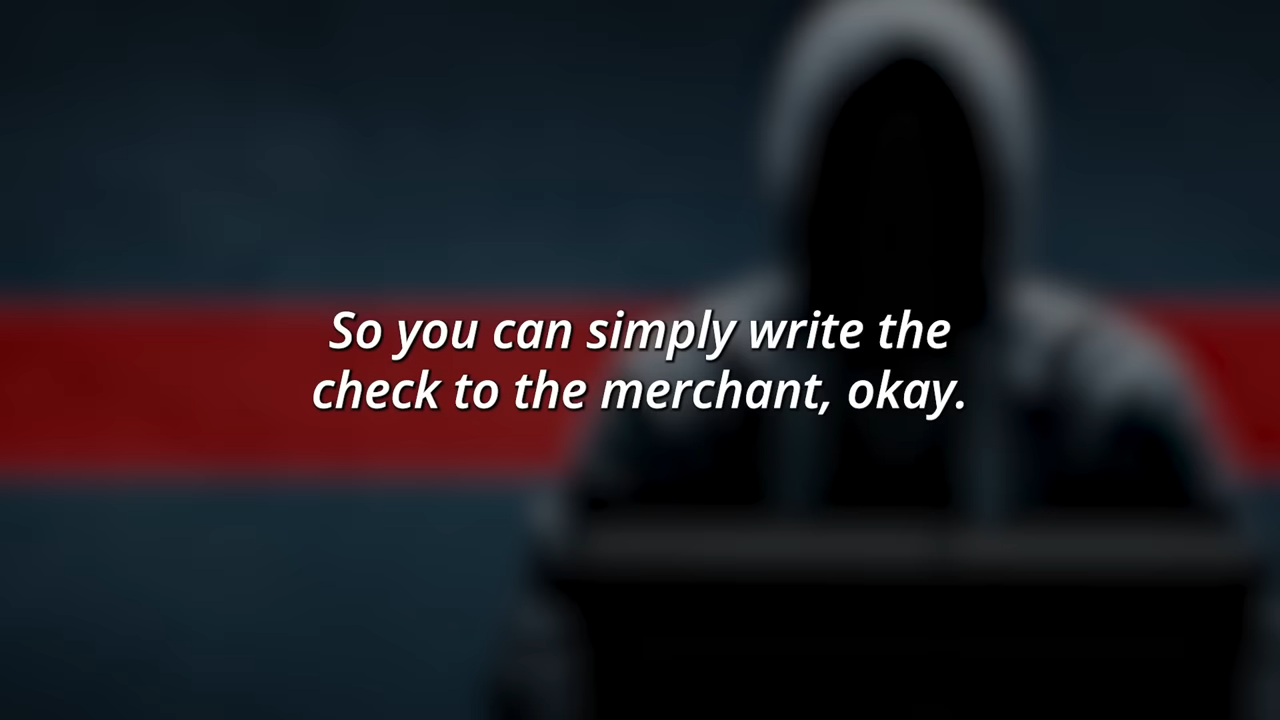 So you can simply write the
check to the merchant, okay.